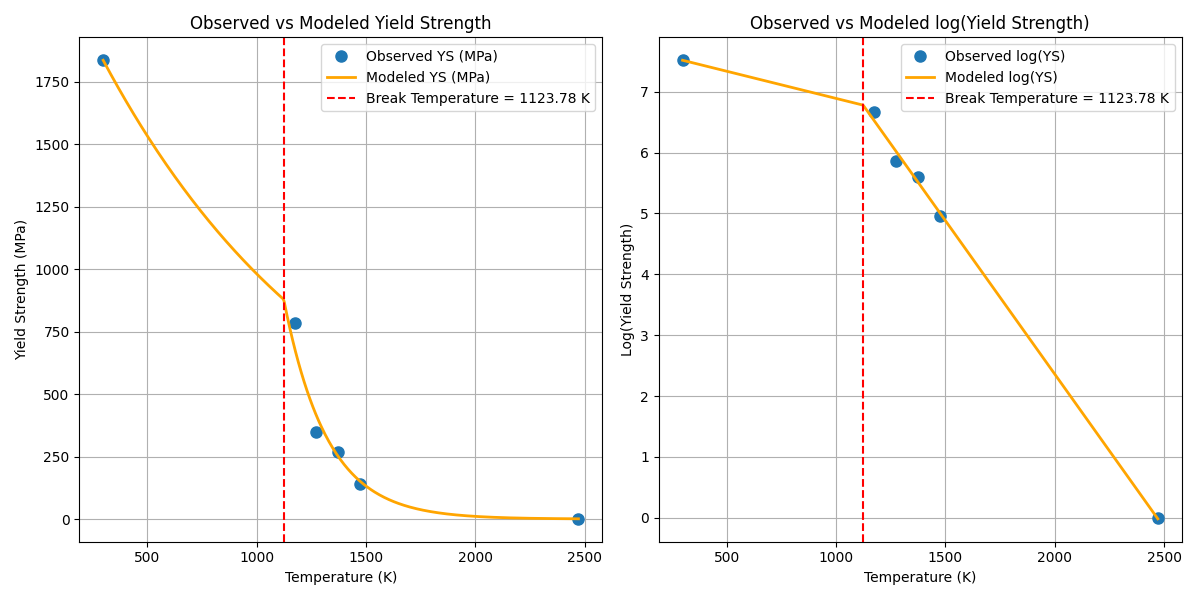 Observed vs Modeled Yield Strength
Observed YS (MPa)
Modeled YS (MPa)
Break Temperature = 1123.78 K
Yield Strength (MPa)
1750
1500
1250
1000
750
500
250
0
500
1000
1500
2000
2500
Temperature (K)
Observed vs Modeled log(Yield Strength)
Observed log(YS)
Modeled log(YS)
Break Temperature = 1123.78 K
Log(Yield Strength)
7
6
5
4
3
2
1
0
500
1000
1500
2000
2500
Temperature (K)